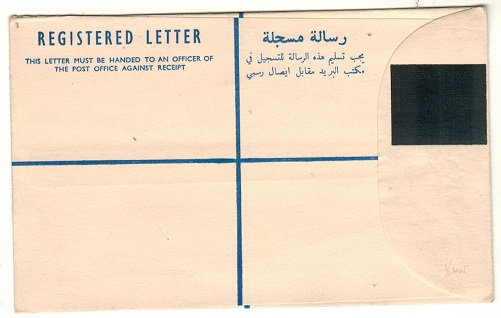 REGISTERED LETTER
THIS LETTER MUST BE HANDED TO AN OFFICER OF
THE POST OFFICE AGAINST RECEIPT
رسالة مسجلة
يجب تسليم هذه الرسالة للتسجيل في
مكتب البريد مقابل ايصال رسمي